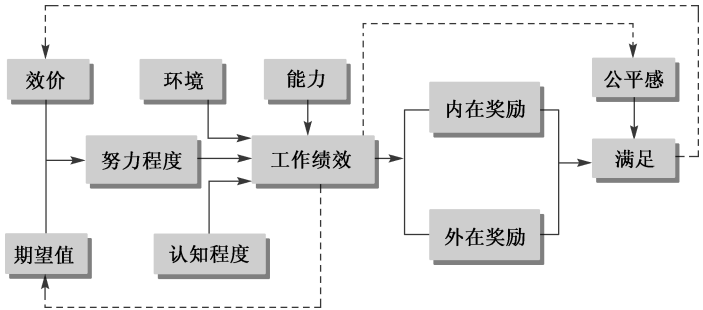 效价
环境
能力
公平感
内在奖励
努力程度
工作绩效
满足
期望值
认知程度
外在奖励